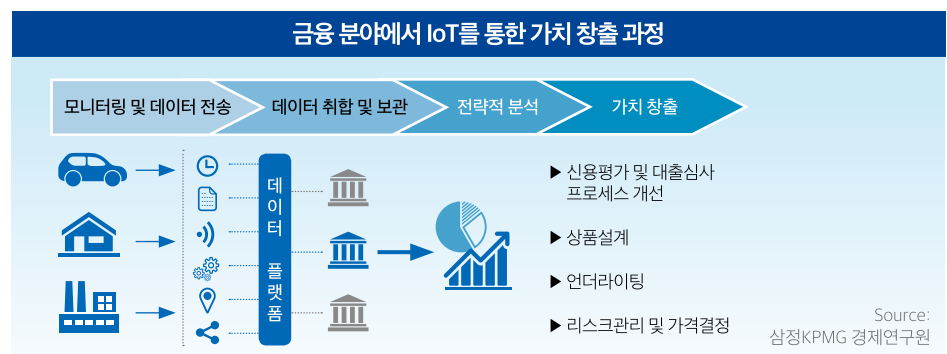 금융 분야에서 IoT를 통한 가치 창출 과정
모니터링 및 데이터 전송
데이터 취합 및 보관
전략적 분석
가치 창출
데이터 플랫폼
▶ 신용평가 및 대출심사
프로세스 개선
▶ 상품설계
▶ 언더라이팅
▶ 리스크관리 및 가격결정
Source:
삼정KPMG 경제연구원